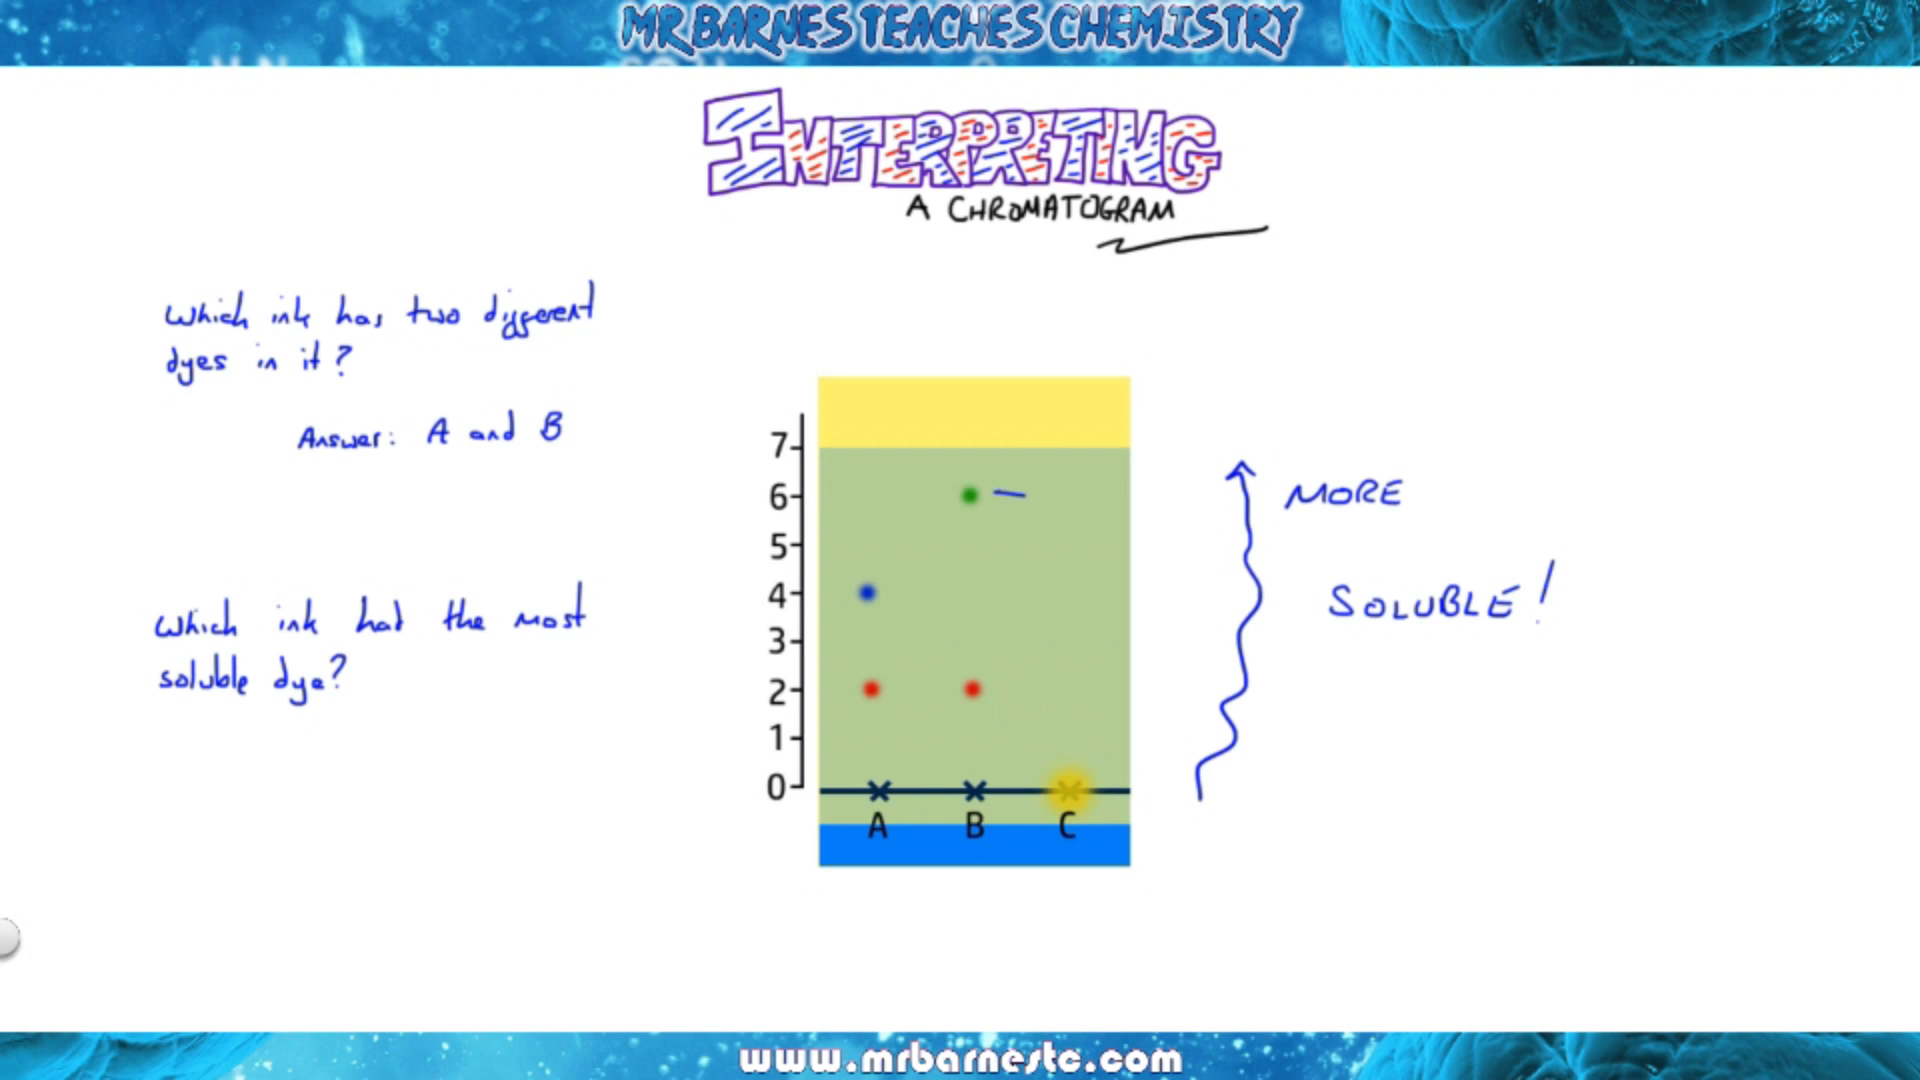 MR BARNES TEACHES CHEMISTRY
INTERPRETING
A CHROMATOGRAM
Which ink has two different
dyes in it?
Answer: A and B
Which ink had the most
soluble dye?
7
6
5
4
3
2
1
0
A B C
MORE
SOLUBLE!
www.mrbarnestc.com